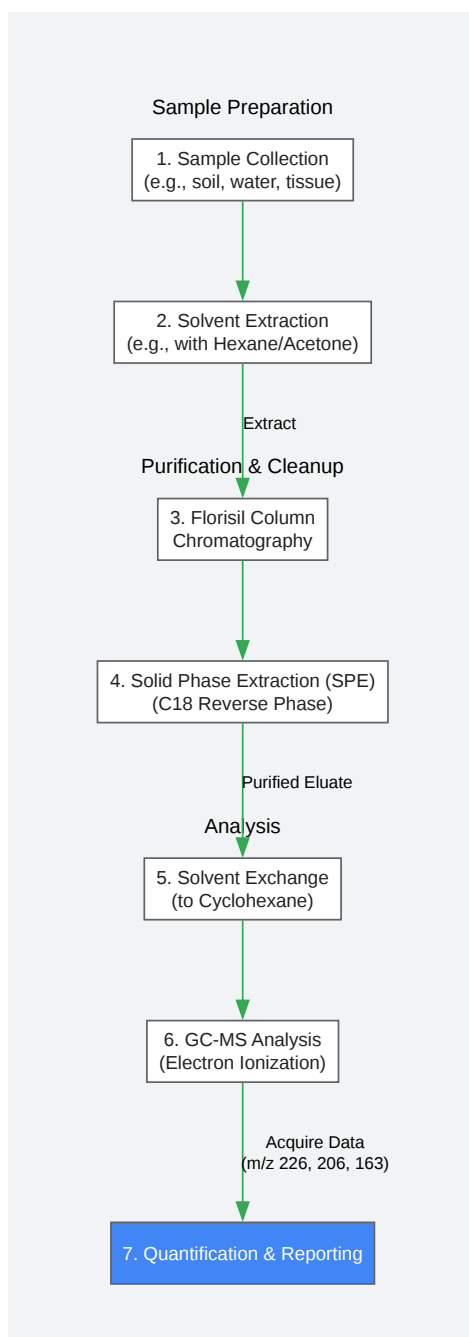 Sample Preparation
1. Sample Collection
(e.g., soil, water, tissue)
2. Solvent Extraction
(e.g., with Hexane/Acetone)
Extract
Purification & Cleanup
3. Florisil Column
Chromatography
4. Solid Phase Extraction (SPE)
(C18 Reverse Phase)
Purified Eluate
Analysis
5. Solvent Exchange
(to Cyclohexane)
6. GC-MS Analysis
(Electron Ionization)
Acquire Data
(m/z 226, 206, 163)
7. Quantification & Reporting